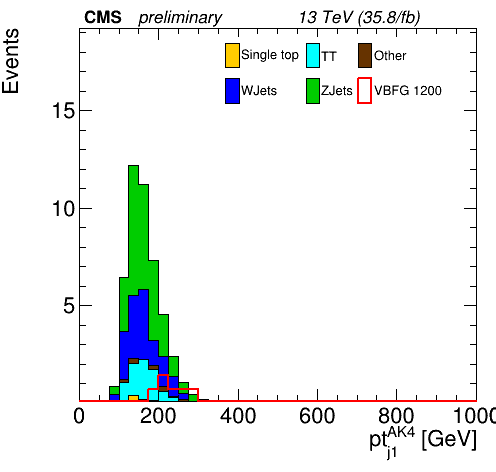 CMS preliminary 13 TeV (35.8/fb)
Events
Single top TT Other
WJets ZJets VBFG 1200
15
10
5
0 200 400 600 800 1000
pt_{j1}^{AK4} [GeV]